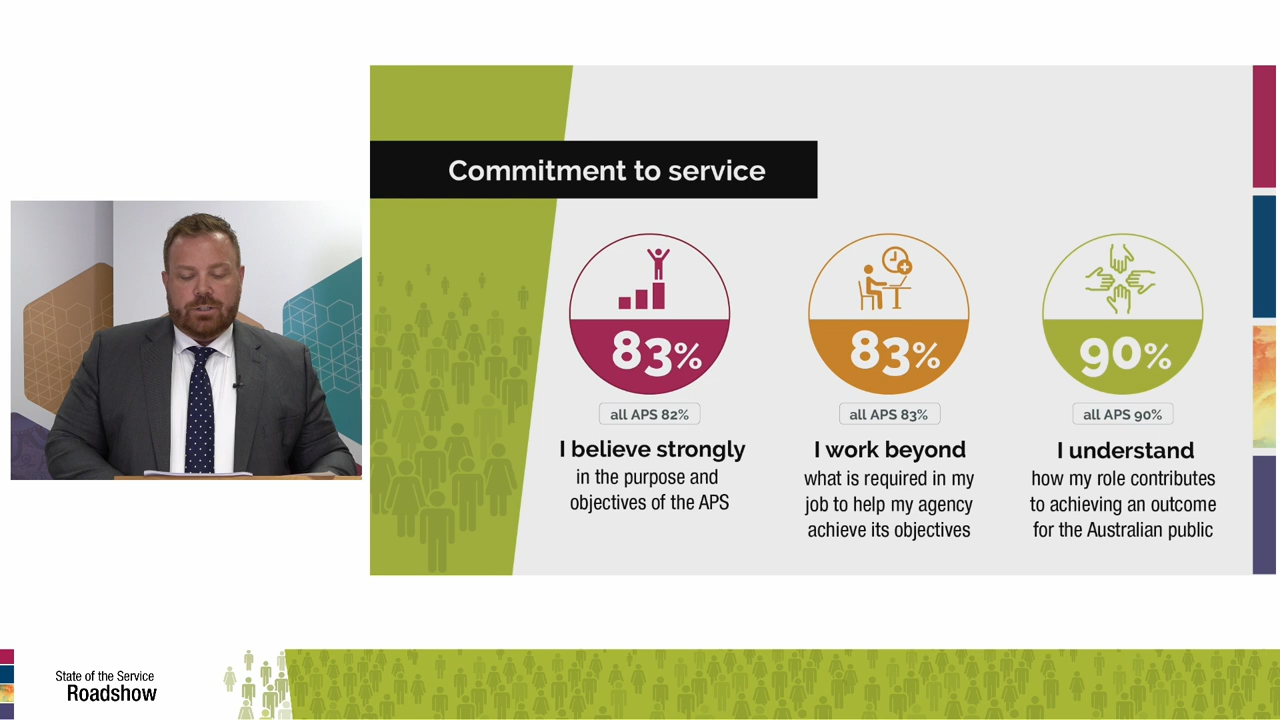 Commitment to service
83%
all APS 82%
I believe strongly
in the purpose and
objectives of the APS
83%
all APS 83%
I work beyond
what is required in my
job to help my agency
achieve its objectives
90%
all APS 90%
I understand
how my role contributes
to achieving an outcome
for the Australian public
State of the Service
Roadshow